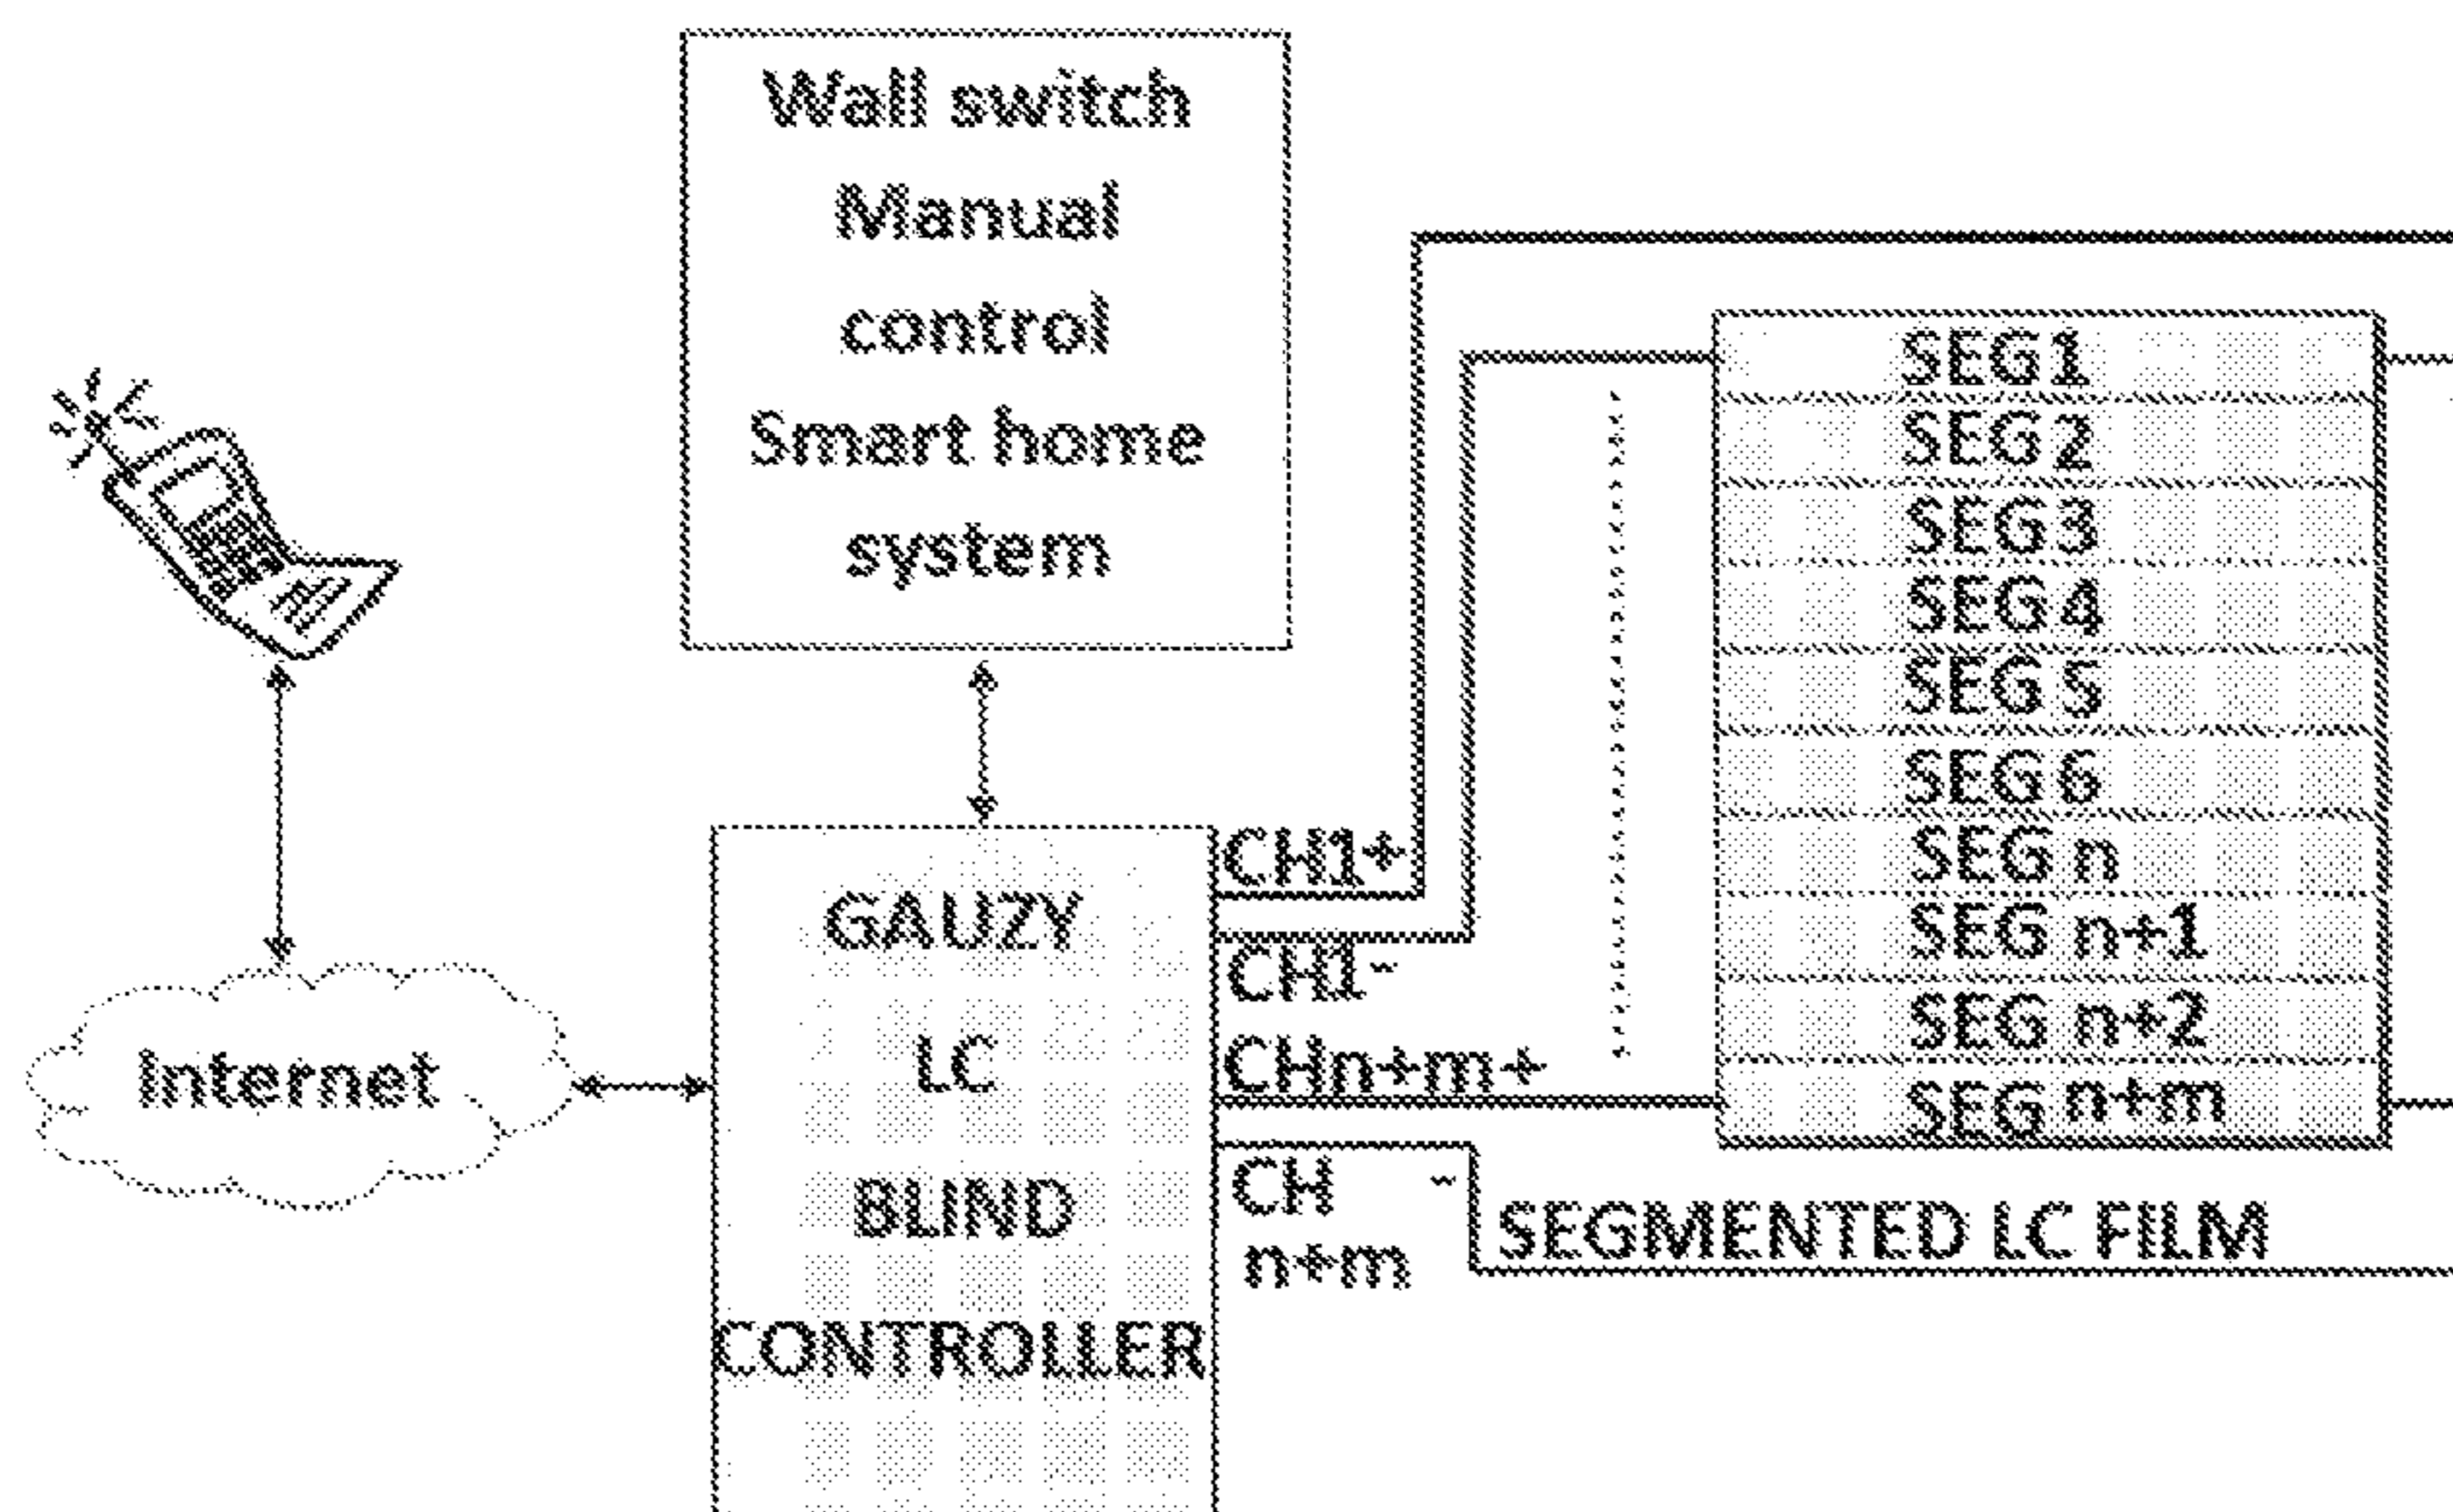 Wall switch
Manual
control
Smart home
system
SEG1
SEG2
SEG3
SEG4
SEG5
SEG6
SEG n
SEG n+1
SEG n+2
SEG n+m
CH1+
CH1-
CHn+m+
CH -
n+m
GAUZY
LC
BLIND
CONTROLLER
Internet
SEGMENTED LC FILM